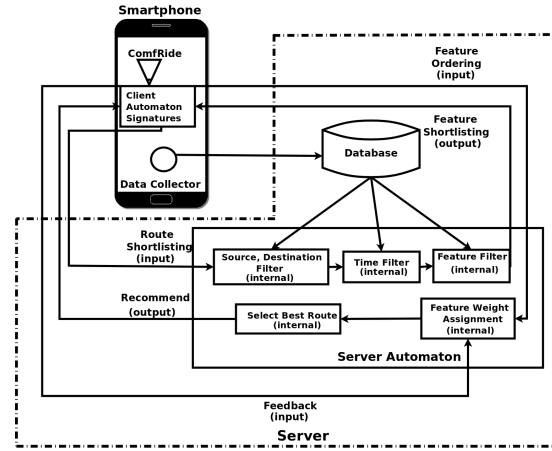 Smartphone
ComfRide
Client
Automaton
Signatures
Data Collector
Feature
Ordering
(input)
Feature
Shortlisting
(output)
Database
Route
Shortlisting
(input)
Source, Destination
Filter
(internal)
Time Filter
(internal)
Feature Filter
(internal)
Recommend
(output)
Select Best Route
(internal)
Feature Weight
Assignment
(internal)
Server Automaton
Feedback
(input)
Server